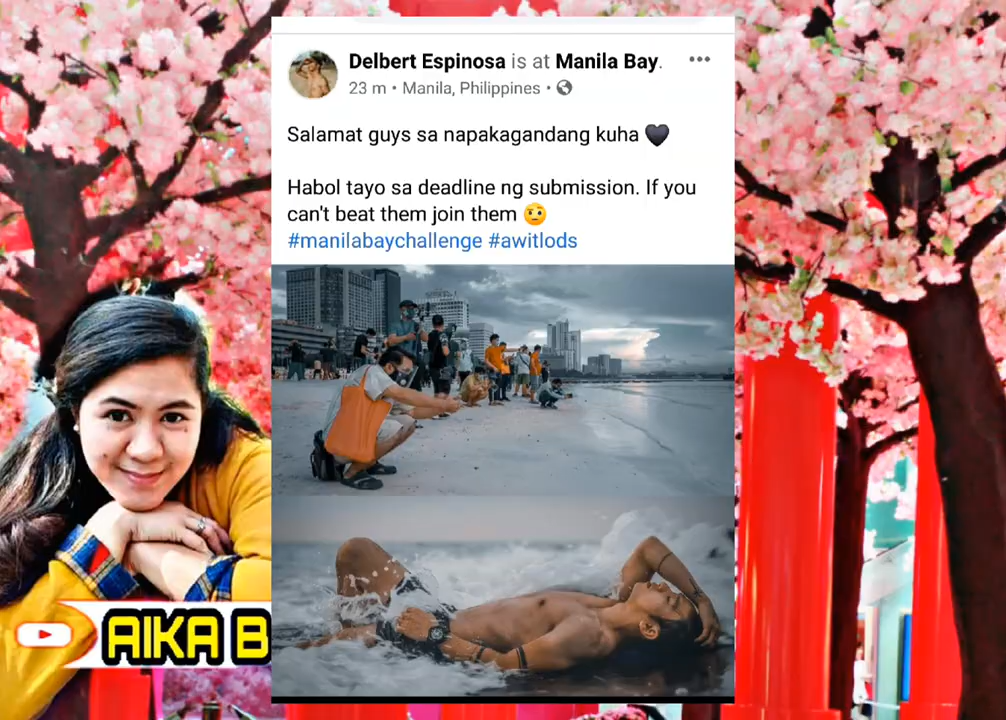 Delbert Espinosa is at Manila Bay.
23 m • Manila, Philippines •
Salamat guys sa napakagandang kuha 🖤
Habol tayo sa deadline ng submission. If you
can't beat them join them 🤨
#manilabaychallenge #awitlods
AIKA B